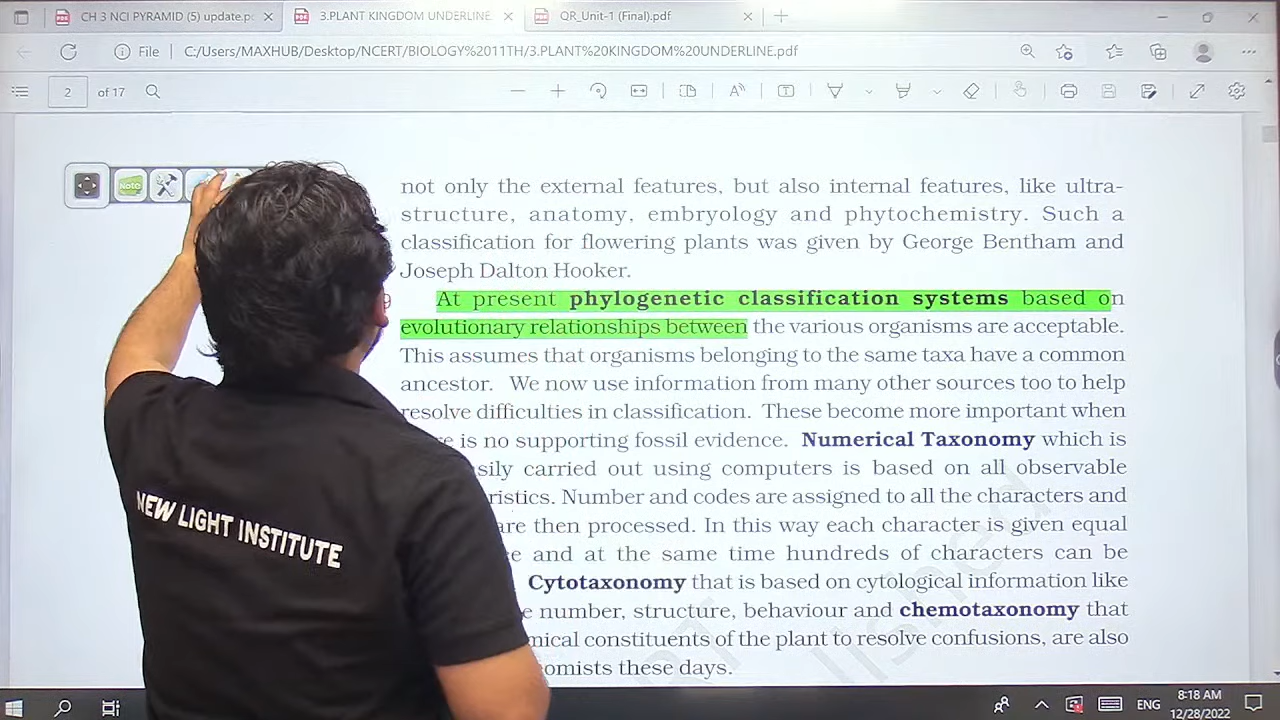 CH 3 NCI PYRAMID (5) update.p
3.PLANT KINGDOM UNDERLINE.
QR_Unit-1 (Final).pdf
File
C:/Users/MAXHUB/Desktop/NCERT/BIOLOGY%2011TH/3.PLANT%20KINGDOM%20UNDERLINE.pdf
2 of 17
Note
not only the external features, but also internal features, like ultra-
structure, anatomy, embryology and phytochemistry. Such a
classification for flowering plants was given by George Bentham and
Joseph Dalton Hooker.
At present phylogenetic classification systems based on
evolutionary relationships between the various organisms are acceptable.
This assumes that organisms belonging to the same taxa have a common
ancestor. We now use information from many other sources too to help
resolve difficulties in classification. These become more important when
is no supporting fossil evidence. Numerical Taxonomy which is
carried out using computers is based on all observable
Number and codes are assigned to all the characters and
are then processed. In this way each character is given equal
and at the same time hundreds of characters can be
Cytotaxonomy that is based on cytological information like
number, structure, behaviour and chemotaxonomy that
constituents of the plant to resolve confusions, are also
these days.
NEW LIGHT INSTITUTE
ENG
8:18 AM
12/28/2022